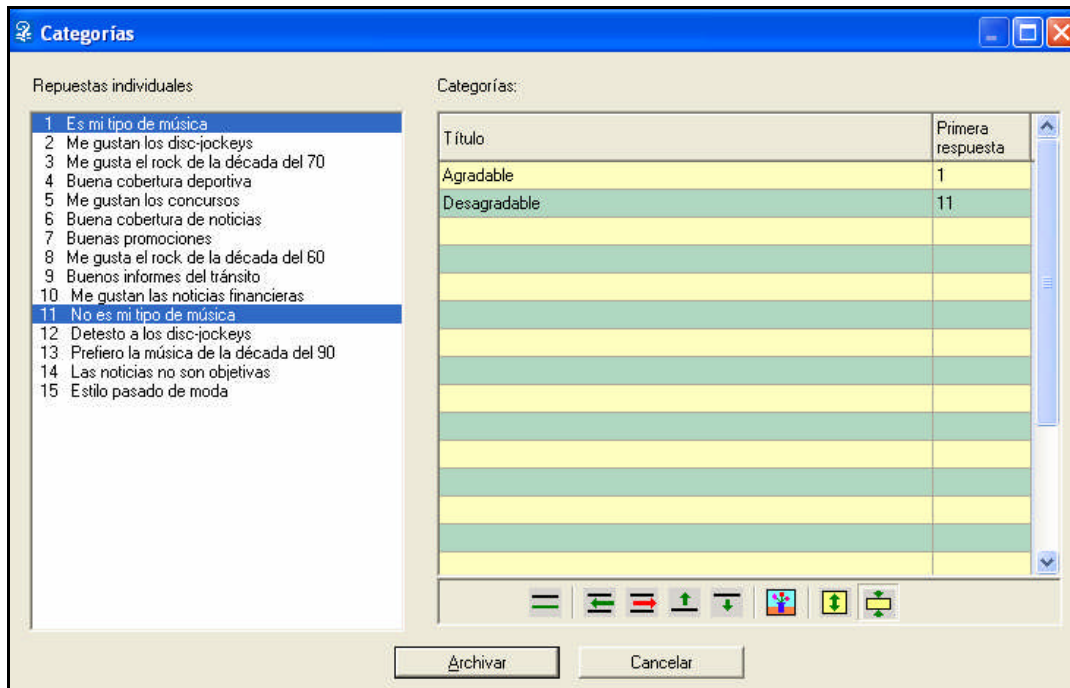 Categorías
Repuestas individuales
1 Es mi tipo de música
2 Me gustan los disc-jockeys
3 Me gusta el rock de la década del 70
4 Buena cobertura deportiva
5 Me gustan los concursos
6 Buena cobertura de noticias
7 Buenas promociones
8 Me gusta el rock de la década del 60
9 Buenos informes del tránsito
10 Me gustan las noticias financieras
11 No es mi tipo de música
12 Detesto a los disc-jockeys
13 Prefiero la música de la década del 90
14 Las noticias no son objetivas
15 Estilo pasado de moda
Categorías:
Título
Primera
respuesta
Agradable 1
Desagradable 11
Archivar Cancelar